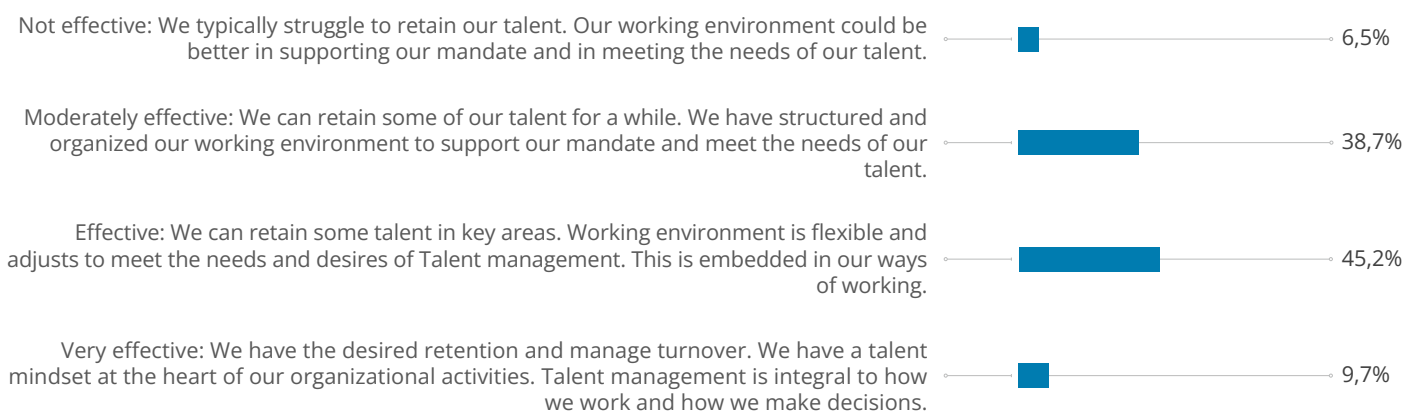 Not effective: We typically struggle to retain our talent. Our working environment could be
better in supporting our mandate and in meeting the needs of our talent.
6,5%
Moderately effective: We can retain some of our talent for a while. We have structured and
organized our working environment to support our mandate and meet the needs of our
talent.
38,7%
Effective: We can retain some talent in key areas. Working environment is flexible and
adjusts to meet the needs and desires of Talent management. This is embedded in our ways
of working.
45,2%
Very effective: We have the desired retention and manage turnover. We have a talent
mindset at the heart of our organizational activities. Talent management is integral to how
we work and how we make decisions.
9,7%